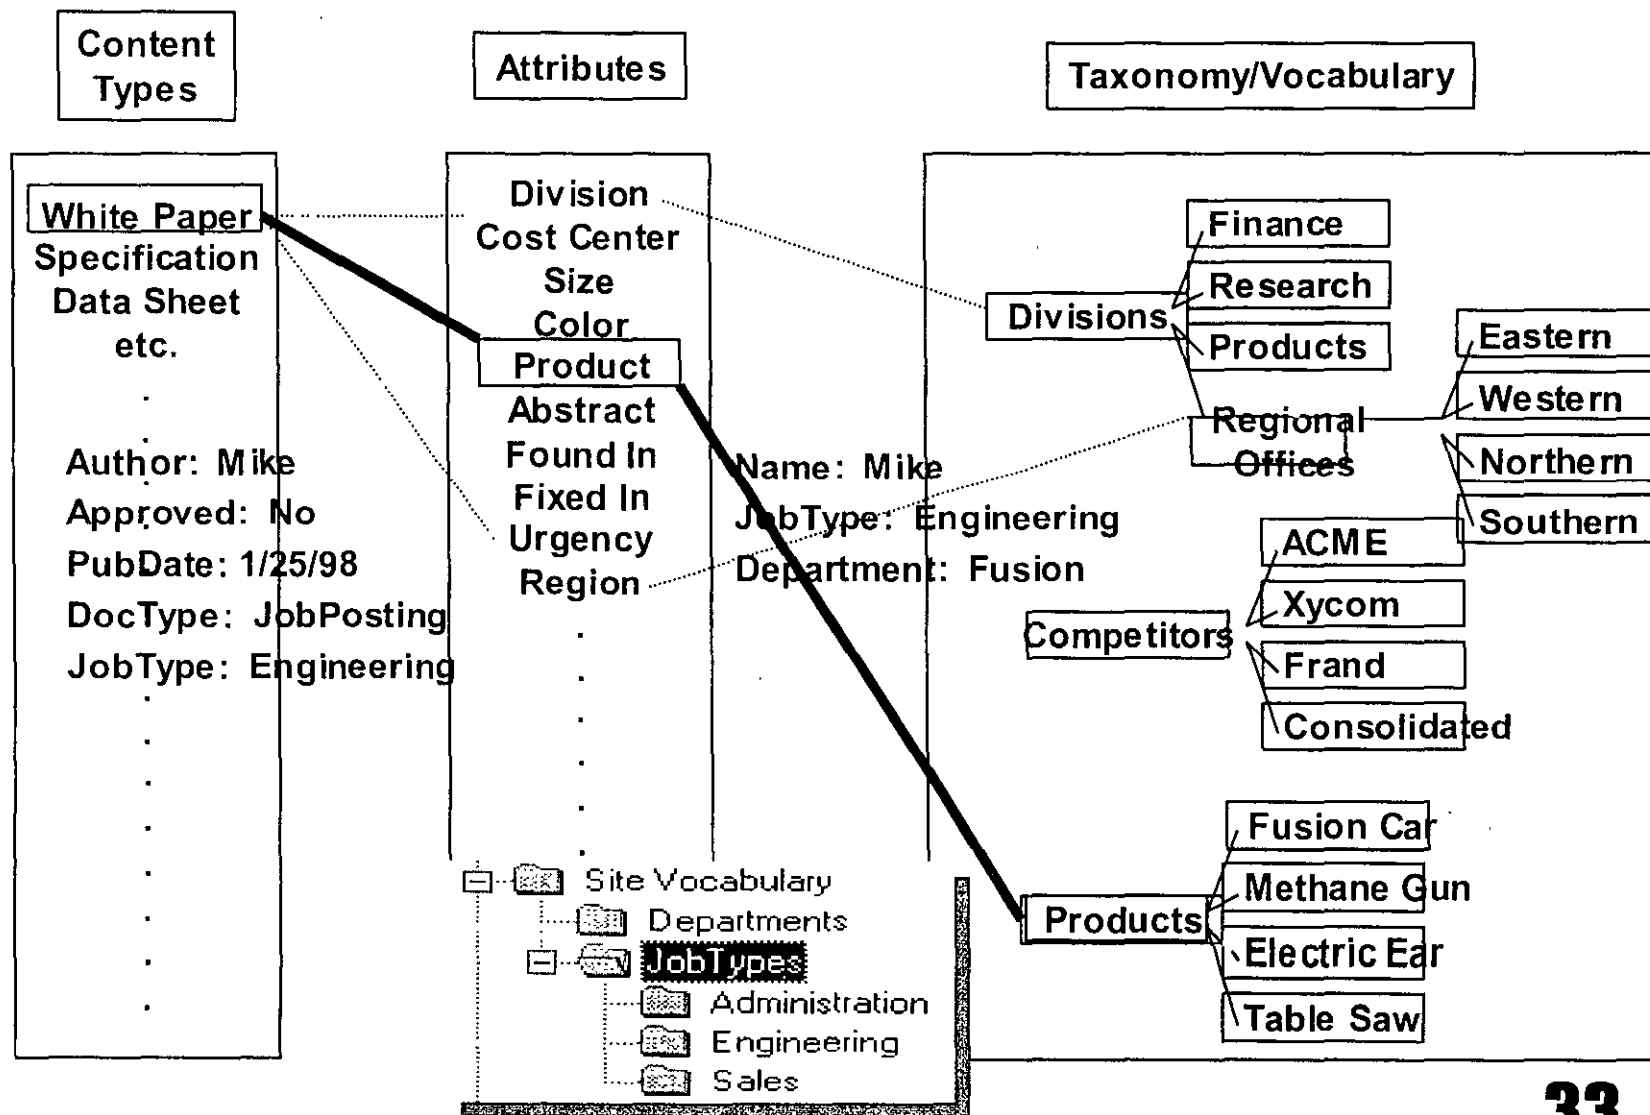 Content
Types
Attributes
Taxonomy/Vocabulary
White Paper
Specification
Data Sheet
etc.
Author: Mike
Approved: No
PubDate: 1/25/98
DocType: JobPosting
JobType: Engineering
Division
Cost Center
Size
Color
Product
Abstract
Found In
Fixed In
Urgency
Region
Name: Mike
JobType: Engineering
Department: Fusion
Divisions
Finance
Research
Products
Regional
Offices
Eastern
Western
Northern
Southern
Competitors
ACME
Xycom
Frand
Consolidated
Products
Fusion Car
Methane Gun
Electric Ear
Table Saw
Site Vocabulary
Departments
JobTypes
Administration
Engineering
Sales
33